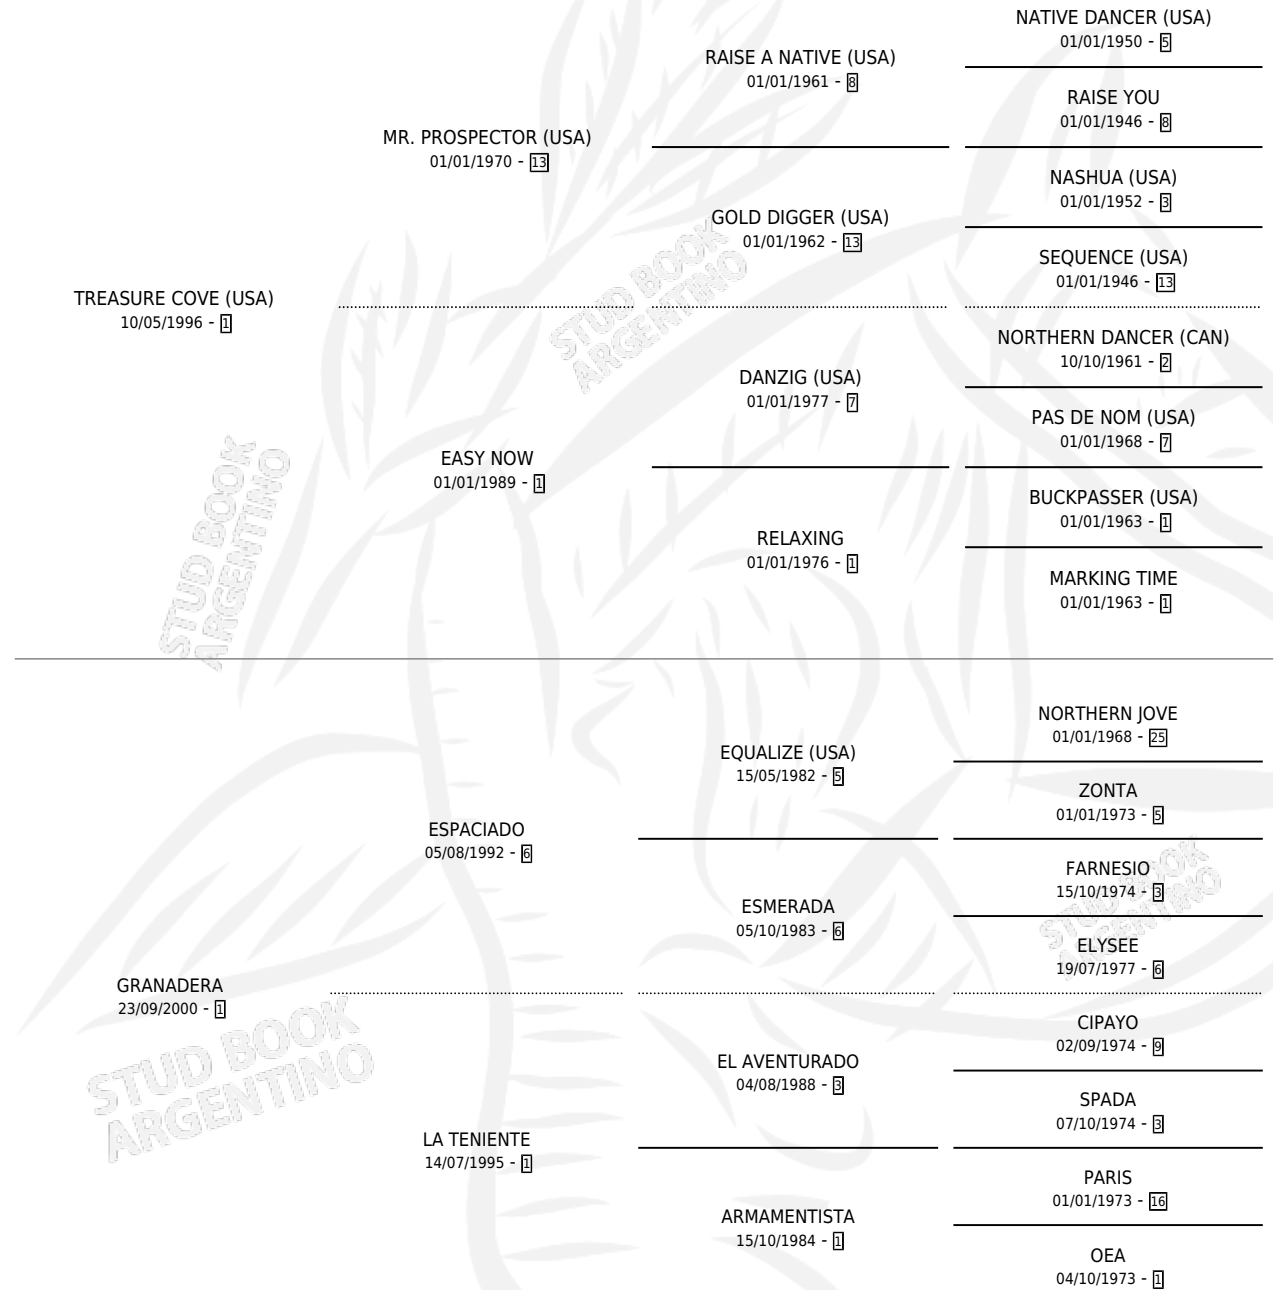 NATIVE DANCER (USA)
01/01/1950 - 5
RAISE A NATIVE (USA)
01/01/1961 - 8
RAISE YOU
01/01/1946 - 8
MR. PROSPECTOR (USA)
01/01/1970 - 13
NASHUA (USA)
01/01/1952 - 3
GOLD DIGGER (USA)
01/01/1962 - 13
SEQUENCE (USA)
01/01/1946 - 13
TREASURE COVE (USA)
10/05/1996 - 1
STUD BOOK
ARGENTINO
NORTHERN DANCER (CAN)
10/10/1961 - 2
DANZIG (USA)
01/01/1977 - 7
PAS DE NOM (USA)
01/01/1968 - 7
EASY NOW
01/01/1989 - 1
BUCKPASSER (USA)
01/01/1963 - 1
RELAXING
01/01/1976 - 1
MARKING TIME
01/01/1963 - 1
STUD BOOK
ARGENTINO
NORTHERN JOVE
01/01/1968 - 25
EQUALIZE (USA)
15/05/1982 - 5
ZONTA
01/01/1973 - 5
ESPACIADO
05/08/1992 - 6
FARNESIO
15/10/1974 - 3
ESMERADA
05/10/1983 - 6
STUD BOOK
ARGENTINO
ELYSEE
19/07/1977 - 6
GRANADERA
23/09/2000 - 1
STUD BOOK
ARGENTINO
CIPAYO
02/09/1974 - 9
EL AVENTURADO
04/08/1988 - 3
SPADA
07/10/1974 - 3
LA TENIENTE
14/07/1995 - 1
PARIS
01/01/1973 - 16
ARMAMENTISTA
15/10/1984 - 1
OEA
04/10/1973 - 1